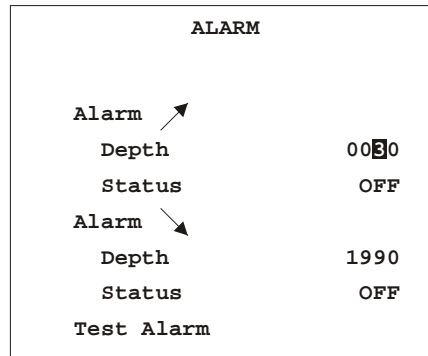 ALARM
Alarm
Depth 0030
Status OFF
Alarm
Depth 1990
Status OFF
Test Alarm